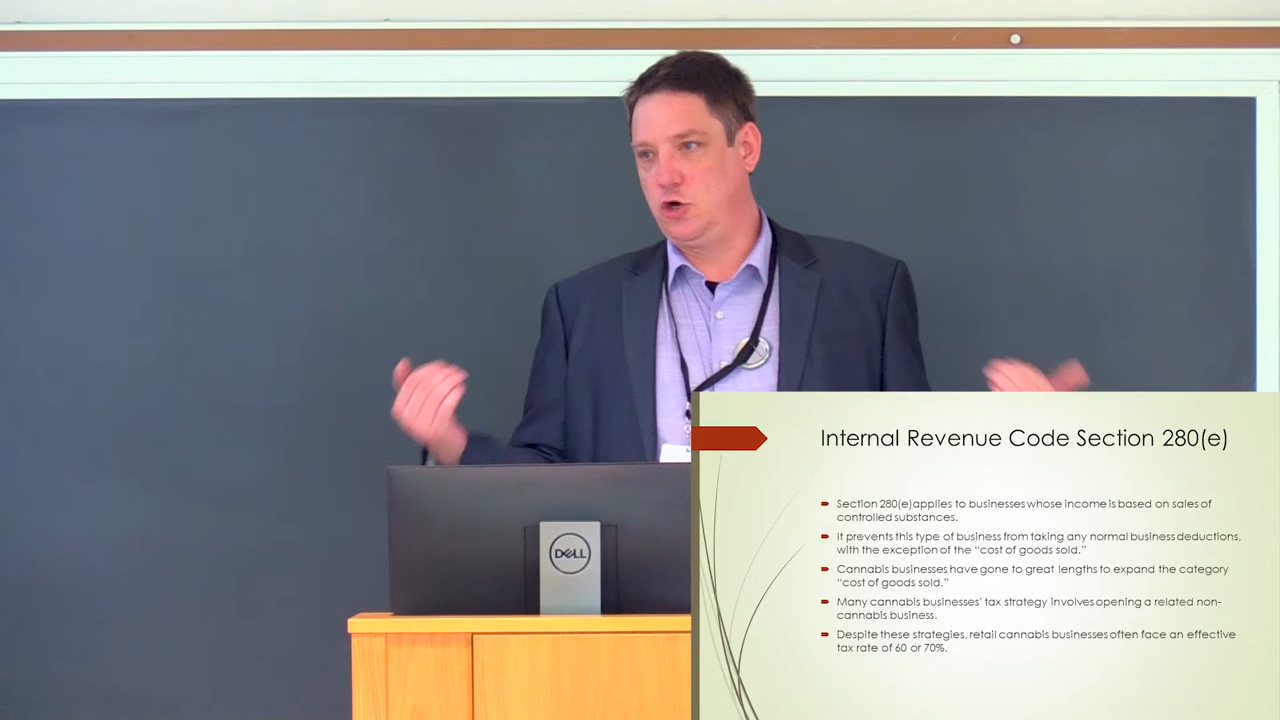 DELL
Internal Revenue Code Section 280(e)
Section 280(e)applies to businesses whose income is based on sales of
controlled substances.
It prevents this type of business from taking any normal business deductions,
with the exception of the “cost of goods sold.”
Cannabis businesses have gone to great lengths to expand the category
“cost of goods sold.”
Many cannabis businesses’ tax strategy involves opening a related non-
cannabis business.
Despite these strategies, retail cannabis businesses often face an effective
tax rate of 60 or 70%.